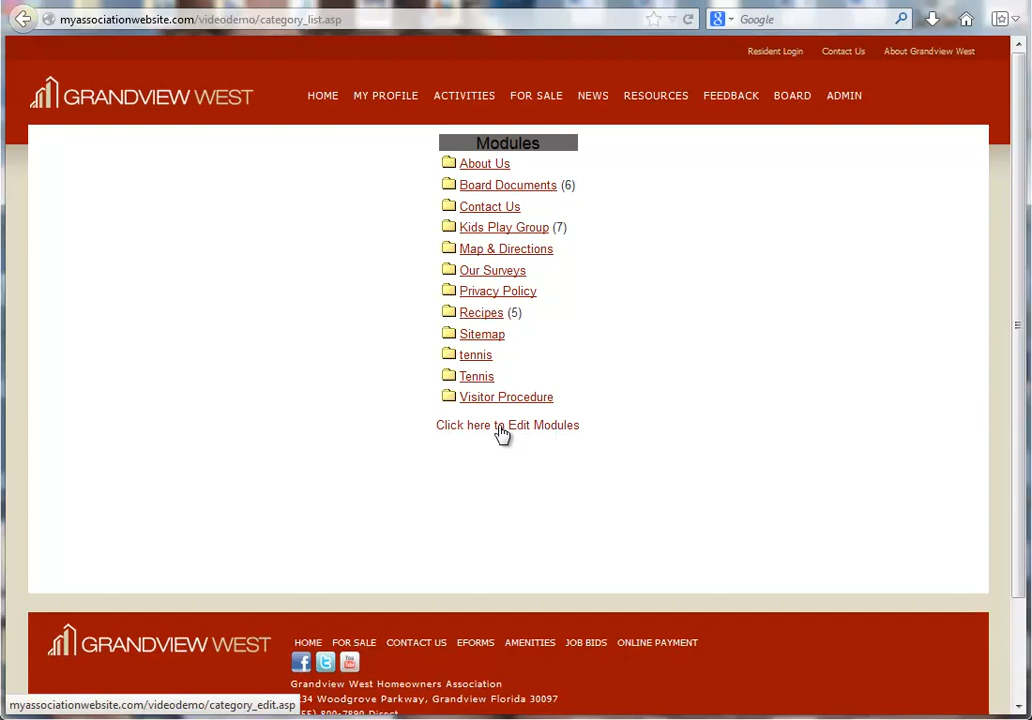 myassociationwebsite.com/videodemo/category_list.asp
Google
Resident Login Contact Us About Grandview West
GRANDVIEW WEST
HOME MY PROFILE ACTIVITIES FOR SALE NEWS RESOURCES FEEDBACK BOARD ADMIN
Modules
About Us
Board Documents (6)
Contact Us
Kids Play Group (7)
Map & Directions
Our Surveys
Privacy Policy
Recipes (5)
Sitemap
tennis
Tennis
Visitor Procedure
Click here to Edit Modules
GRANDVIEW WEST
HOME FOR SALE CONTACT US EFORMS AMENITIES JOB BIDS ONLINE PAYMENT
Grandview West Homeowners Association
Woodgrove Parkway, Grandview Florida 30097
myassociationwebsite.com/videodemo/category_edit.asp